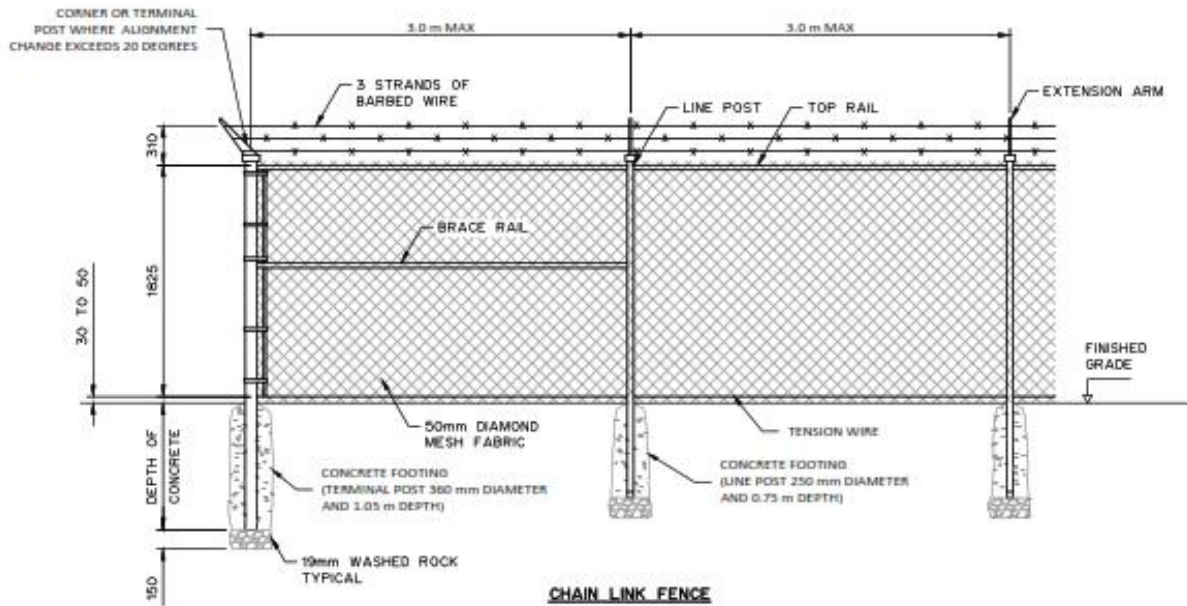 CORNER OR TERMINAL
POST WHERE ALIGNMENT
CHANGE EXCEEDS 20 DEGREES
3.0 m MAX
3.0 m MAX
3 STRANDS OF
BARBED WIRE
LINE POST
TOP RAIL
EXTENSION ARM
310
BRACE RAIL
1825
30 TO 50
FINISHED
GRADE
50mm DIAMOND
MESH FABRIC
TENSION WIRE
DEPTH OF
CONCRETE
CONCRETE FOOTING
(TERMINAL POST 360 mm DIAMETER
AND 1.05 m DEPTH)
CONCRETE FOOTING
(LINE POST 250 mm DIAMETER
AND 0.75 m DEPTH)
19mm WASHED ROCK
TYPICAL
150
CHAIN LINK FENCE